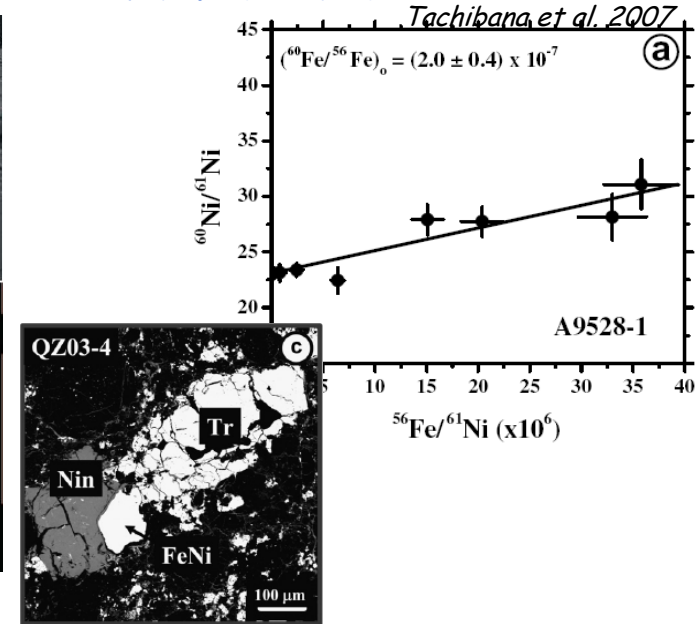 Tachibana et al. 2007
45
(⁶⁰Fe/⁵⁶Fe)ₒ = (2.0 ± 0.4) x 10⁻⁷
a
40
35
⁶⁰Ni/⁶¹Ni
30
25
20
A9528-1
5 10 15 20 25 30 35 40
⁵⁶Fe/⁶¹Ni (x10⁶)
QZ03-4
c
Tr
Nin
FeNi
100 μm